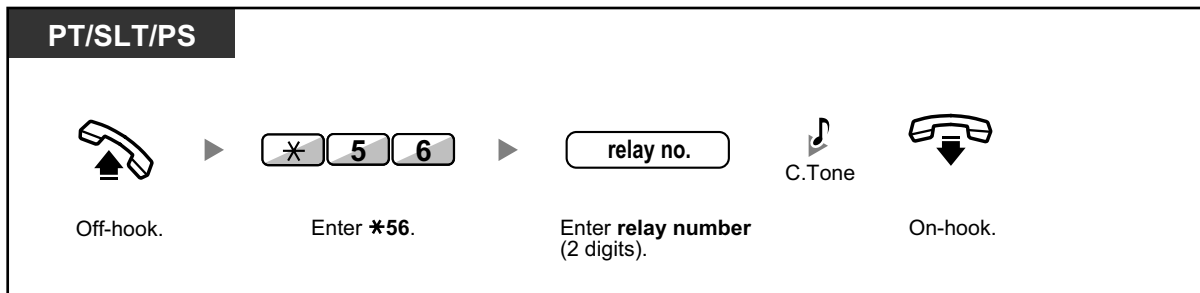 PT/SLT/PS
✳ 5 6
relay no.
C.Tone
Off-hook.
Enter ✳56.
Enter relay number
(2 digits).
On-hook.